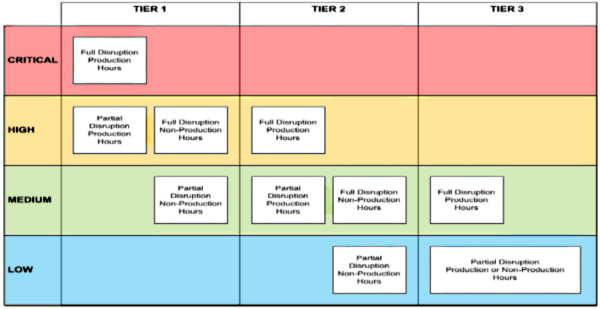 TIER 1 TIER 2 TIER 3
CRITICAL
Full Disruption
Production
Hours
HIGH
Partial
Disruption
Production
Hours
Full Disruption
Non-Production
Hours
Full Disruption
Production
Hours
MEDIUM
Partial
Disruption
Non-Production
Hours
Partial
Disruption
Production
Hours
Full Disruption
Non-Production
Hours
Full Disruption
Production
Hours
LOW
Partial
Disruption
Non-Production
Hours
Partial Disruption
Production or Non-Production
Hours